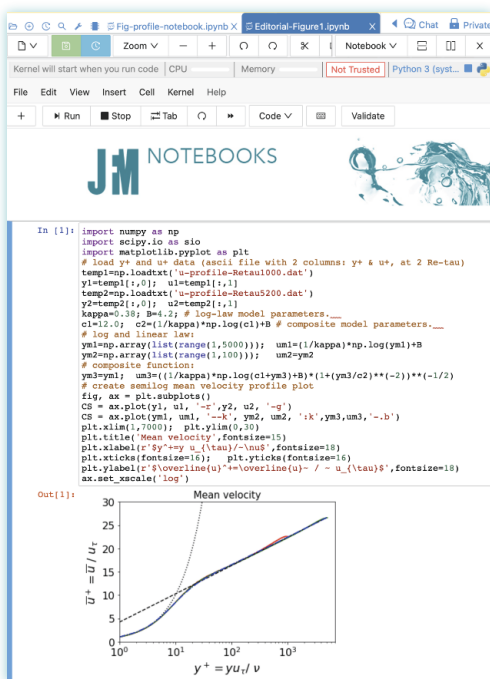 Fig-profile-notebook.ipynb X Editorial-Figure1.ipynb X Chat Private
Zoom Notebook X
Kernel will start when you run code CPU Memory Not Trusted Python 3 (syst...
File Edit View Insert Cell Kernel Help
+ Run Stop Tab Code Validate
JFM NOTEBOOKS
In [1]: import numpy as np
import scipy.io as sio
import matplotlib.pyplot as plt
# load y+ and u+ data (ascii file with 2 columns: y+ & u+, at 2 Re-tau)
temp1=np.loadtxt('u-profile-Retau1000.dat')
y1=temp1[:,0]; u1=temp1[:,1]
temp2=np.loadtxt('u-profile-Retau5200.dat')
y2=temp2[:,0]; u2=temp2[:,1]
kappa=0.38; B=4.2; # log-law model parameters.__
c1=12.0; c2=(1/kappa)*np.log(c1)+B # composite model parameters.__
# log and linear law:
ym1=np.array(list(range(1,5000))); um1=(1/kappa)*np.log(ym1)+B
ym2=np.array(list(range(1,100))); um2=ym2
# composite function:
ym3=ym1; um3=((1/kappa)*np.log(c1+ym3)+B)*(1+(ym3/c2)**(-2))**(-1/2)
# create semilog mean velocity profile plot
fig, ax = plt.subplots()
CS = ax.plot(y1, u1, '-r',y2, u2, '-g')
CS = ax.plot(ym1, um1, '--k', ym2, um2, ':k',ym3,um3,'-.b')
plt.xlim(1,7000); plt.ylim(0,30)
plt.title('Mean velocity',fontsize=15)
plt.xlabel(r'$y^+=y u_{\tau}/~\nu$',fontsize=18)
plt.xticks(fontsize=16); plt.yticks(fontsize=16)
plt.ylabel(r'$\overline{u}^+=\overline{u}~ / ~ u_{\tau}$',fontsize=18)
ax.set_xscale('log')
Out[1]:
Mean velocity
30
25
20
15
10
5
0
u̅⁺ = u̅ / uτ
10⁰ 10¹ 10² 10³
y⁺ = yuτ/ ν